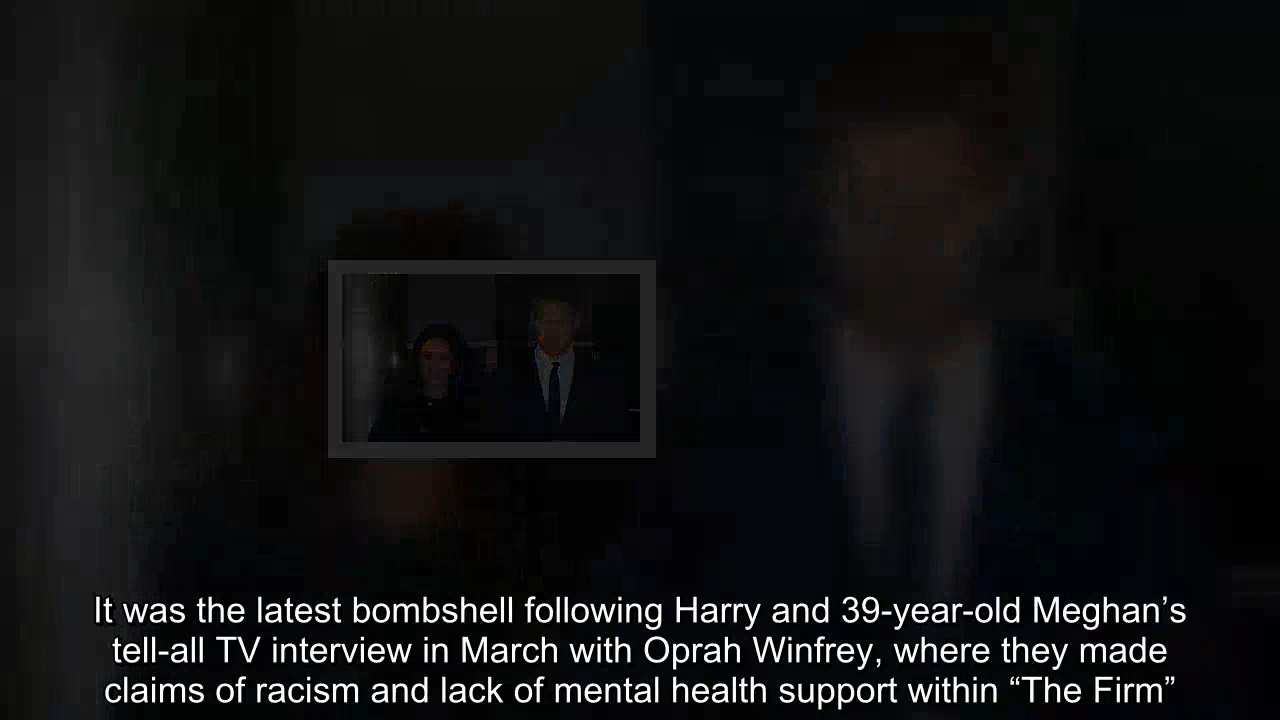 It was the latest bombshell following Harry and 39-year-old Meghan’s
tell-all TV interview in March with Oprah Winfrey, where they made
claims of racism and lack of mental health support within “The Firm”